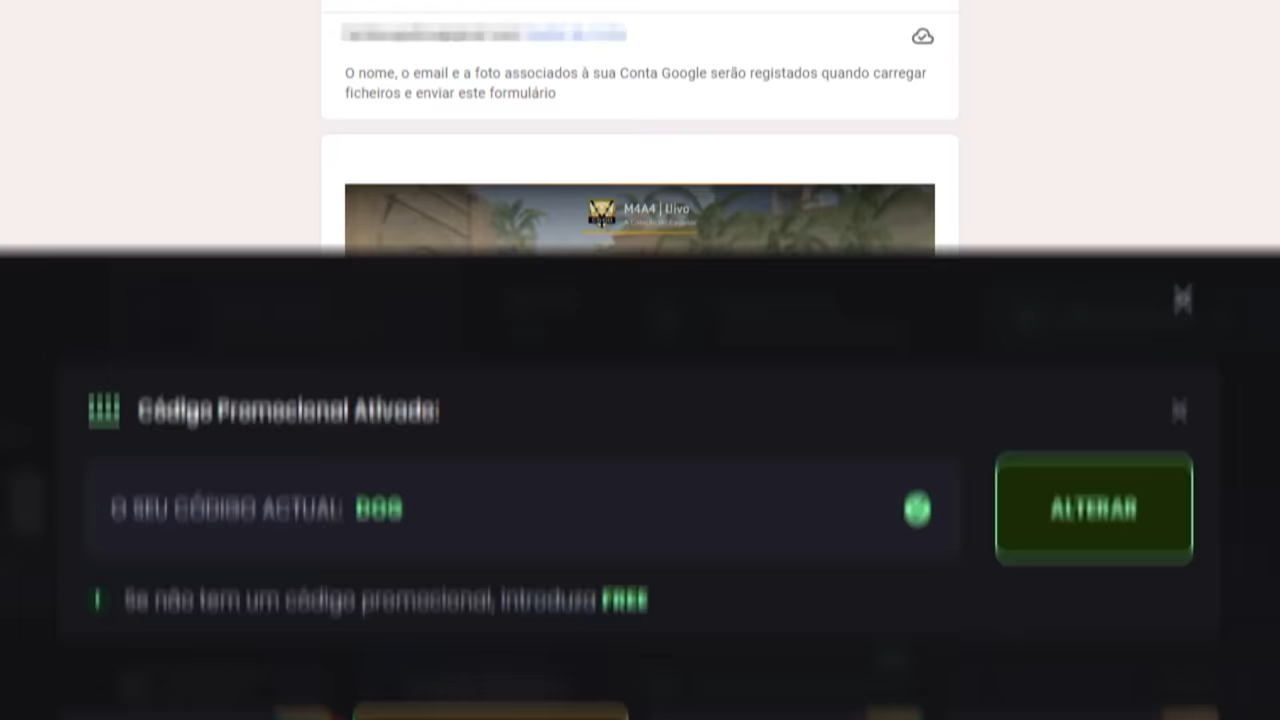 O nome, o email e a foto associados à sua Conta Google serão registados quando carregar
ficheiros e enviar este formulário
M4A4 | Uivo
Código Promocional Ativado:
O SEU CÓDIGO ACTUAL:
ALTERAR
Se não tem um código promocional, introduza FREE